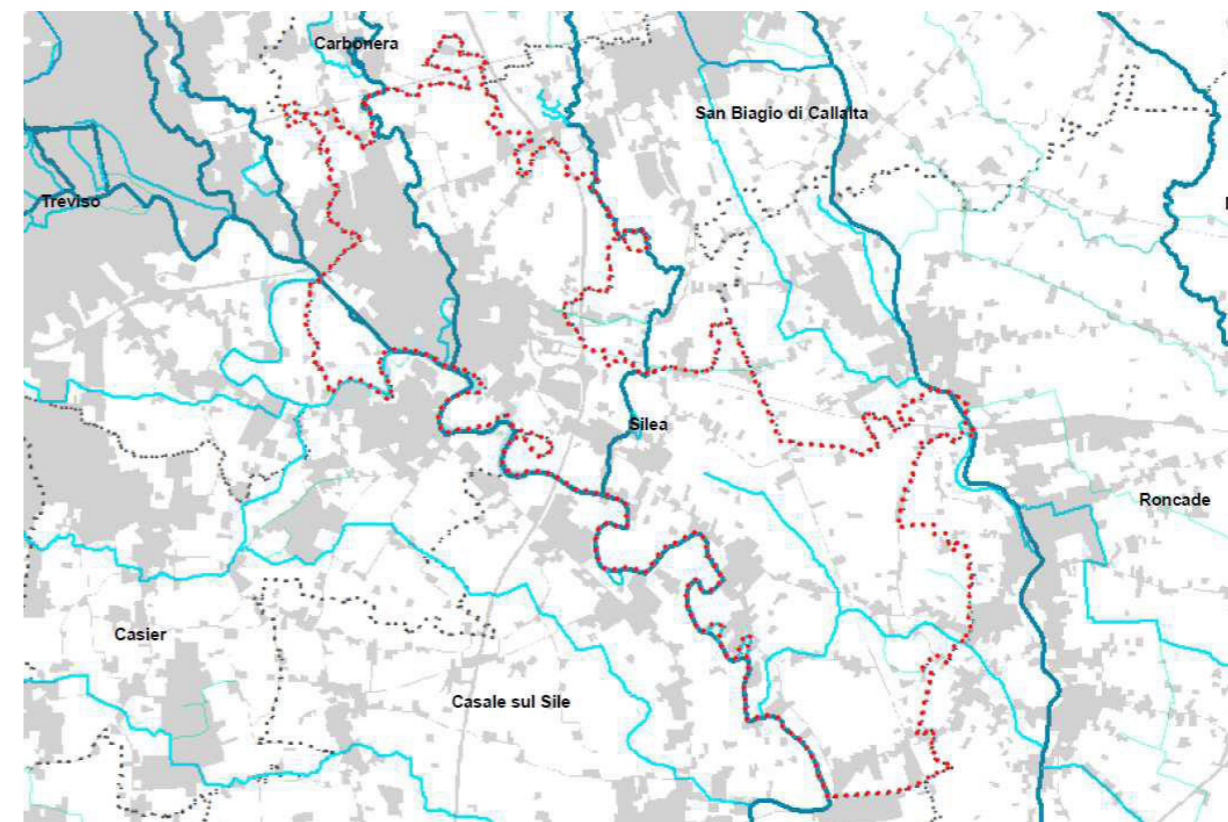 Carbonera
San Biagio di Callalta
Treviso
Silea
Roncade
Casier
Casale sul Sile